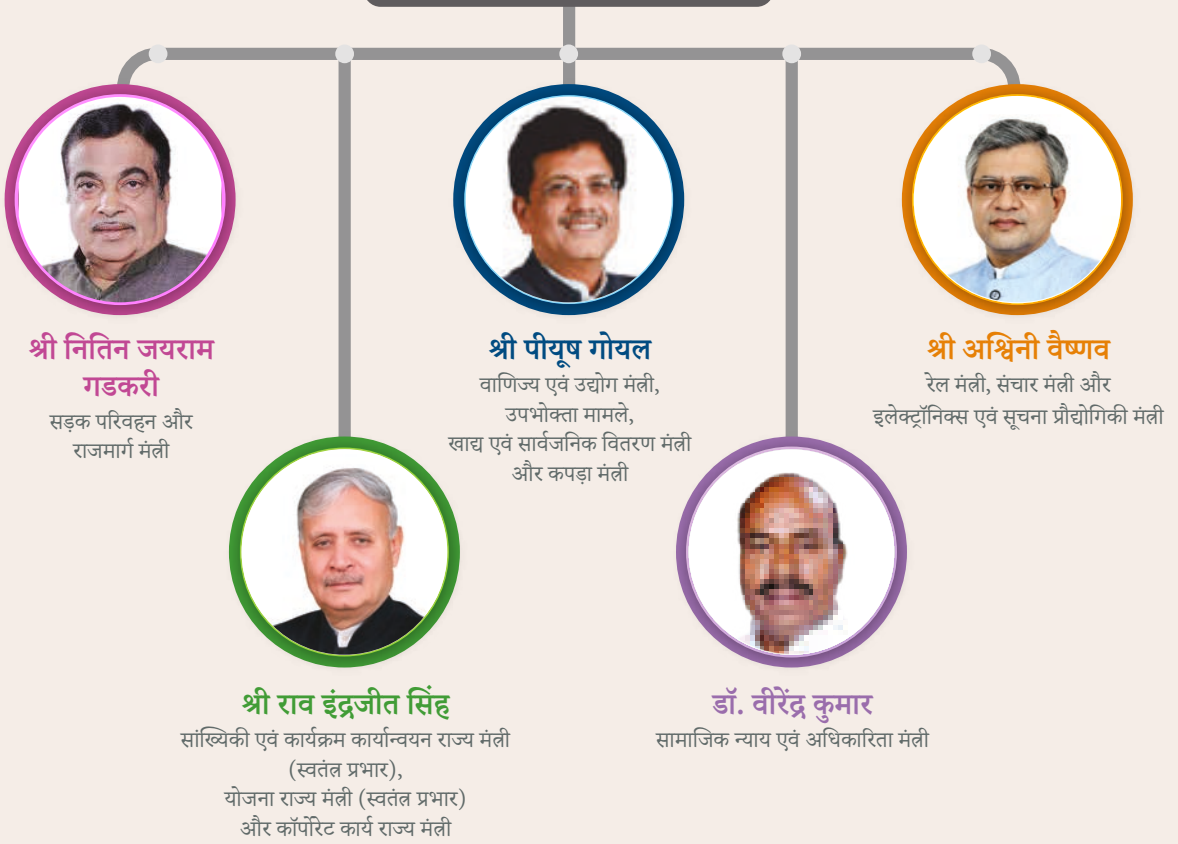 श्री नितिन जयराम
गडकरी
सड़क परिवहन और
राजमार्ग मंत्री
श्री पीयूष गोयल
वाणिज्य एवं उद्योग मंत्री,
उपभोक्ता मामले,
खाद्य एवं सार्वजनिक वितरण मंत्री
और कपड़ा मंत्री
श्री अश्विनी वैष्णव
रेल मंत्री, संचार मंत्री और
इलेक्ट्रॉनिक्स एवं सूचना प्रौद्योगिकी मंत्री
श्री राव इंद्रजीत सिंह
सांख्यिकी एवं कार्यक्रम कार्यान्वयन राज्य मंत्री
(स्वतंत्र प्रभार),
योजना राज्य मंत्री (स्वतंत्र प्रभार)
और कॉर्पोरेट कार्य राज्य मंत्री
डॉ. वीरेंद्र कुमार
सामाजिक न्याय एवं अधिकारिता मंत्री